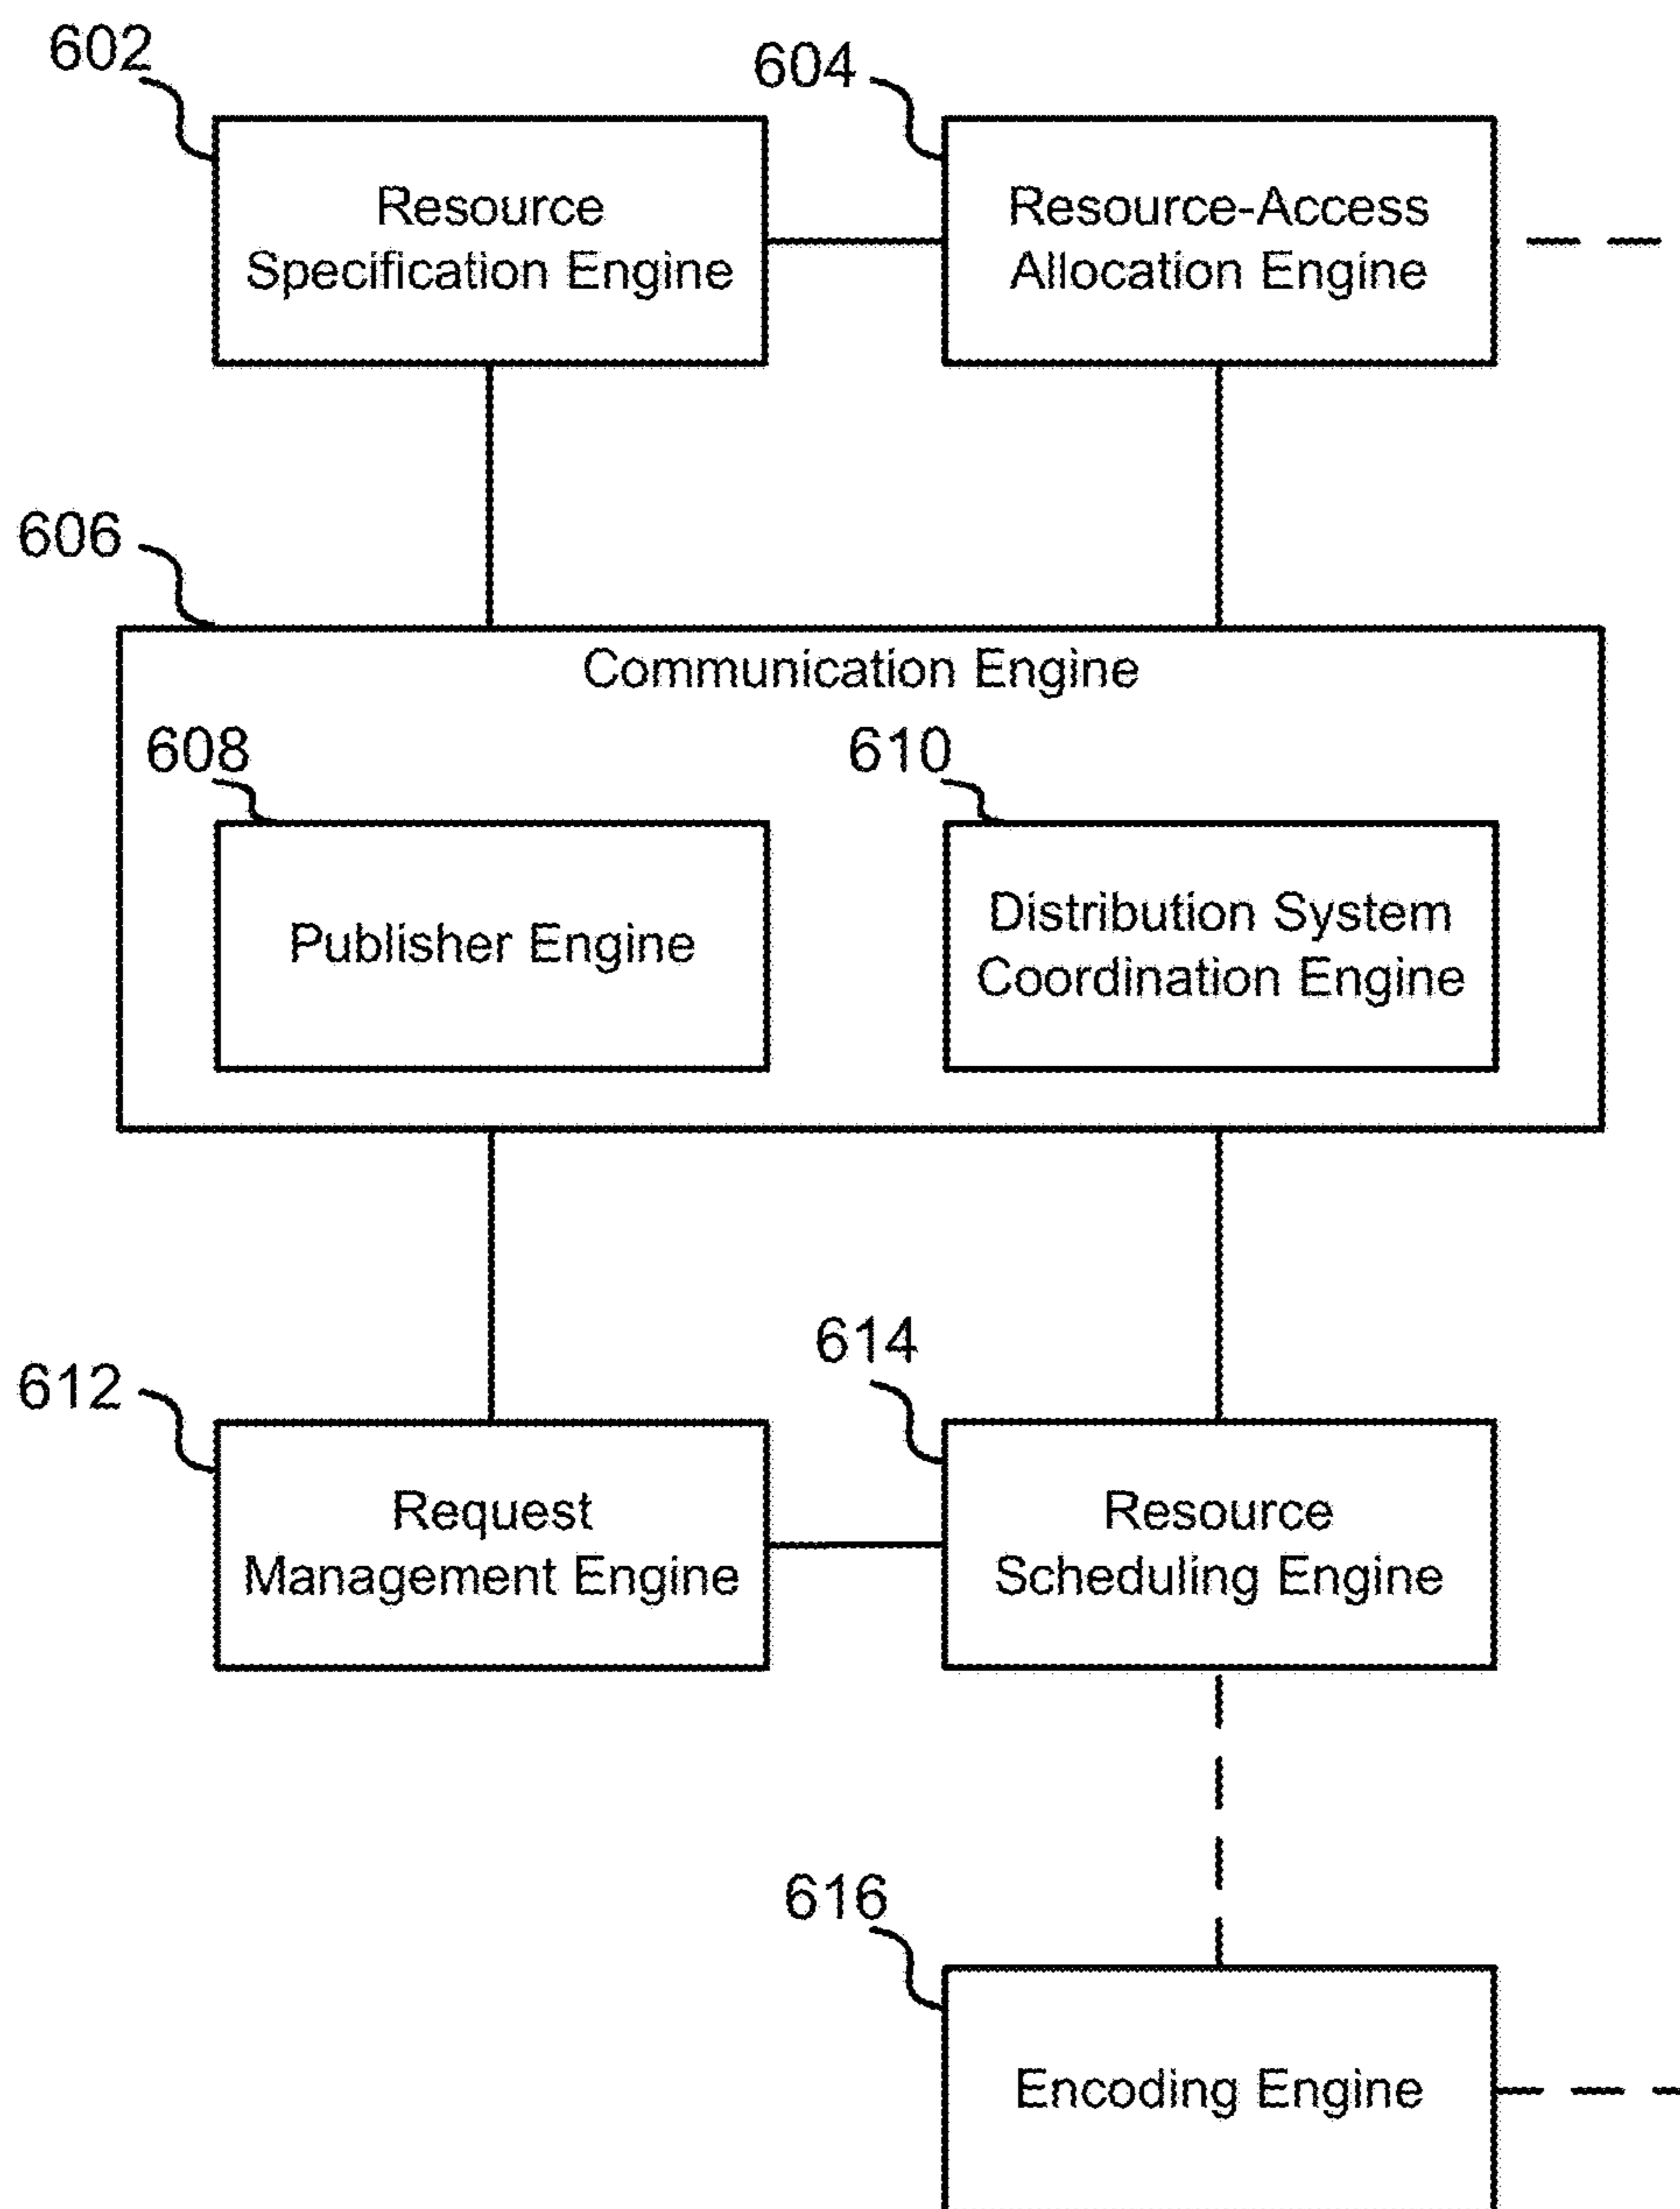 602
604
Resource
Specification Engine
Resource-Access
Allocation Engine
606
Communication Engine
608
610
Publisher Engine
Distribution System
Coordination Engine
612
614
Request
Management Engine
Resource
Scheduling Engine
616
Encoding Engine